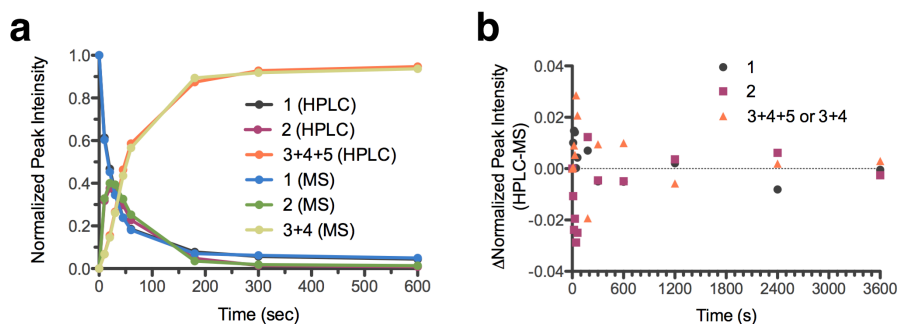 a
Normalized Peak Inteinsity
1.0
0.8
0.6
0.4
0.2
0.0
1 (HPLC)
2 (HPLC)
3+4+5 (HPLC)
1 (MS)
2 (MS)
3+4 (MS)
0 100 200 300 400 500 600
Time (sec)
b
ΔNormalized Peak Intensity
(HPLC-MS)
0.04
0.02
0.00
-0.02
-0.04
1
2
3+4+5 or 3+4
0 600 1200 1800 2400 3000 3600
Time (s)